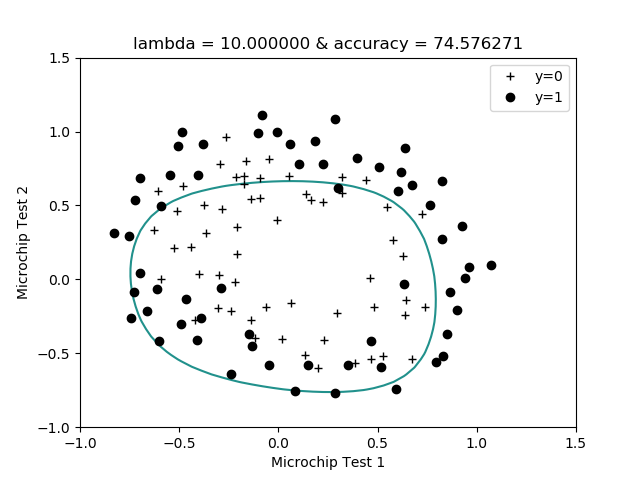 lambda = 10.000000 & accuracy = 74.576271
y=0
y=1
1.5
1.0
0.5
0.0
−0.5
−1.0
Microchip Test 2
−1.0 −0.5 0.0 0.5 1.0 1.5
Microchip Test 1